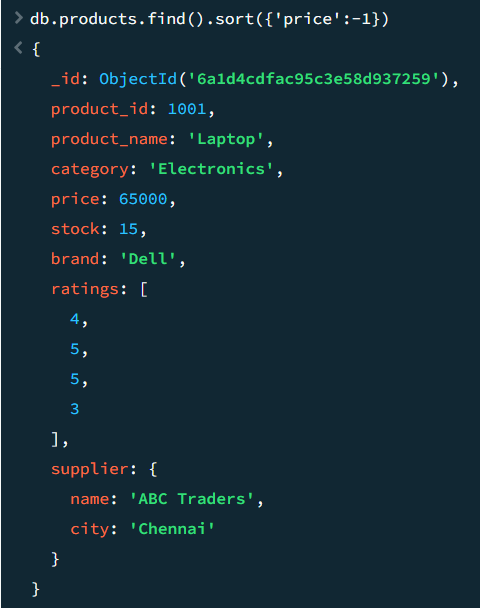 db.products.find().sort({'price':-1})
{
_id: ObjectId('6a1d4cdfac95c3e58d937259'),
product_id: 1001,
product_name: 'Laptop',
category: 'Electronics',
price: 65000,
stock: 15,
brand: 'Dell',
ratings: [
4,
5,
5,
3
],
supplier: {
name: 'ABC Traders',
city: 'Chennai'
}
}